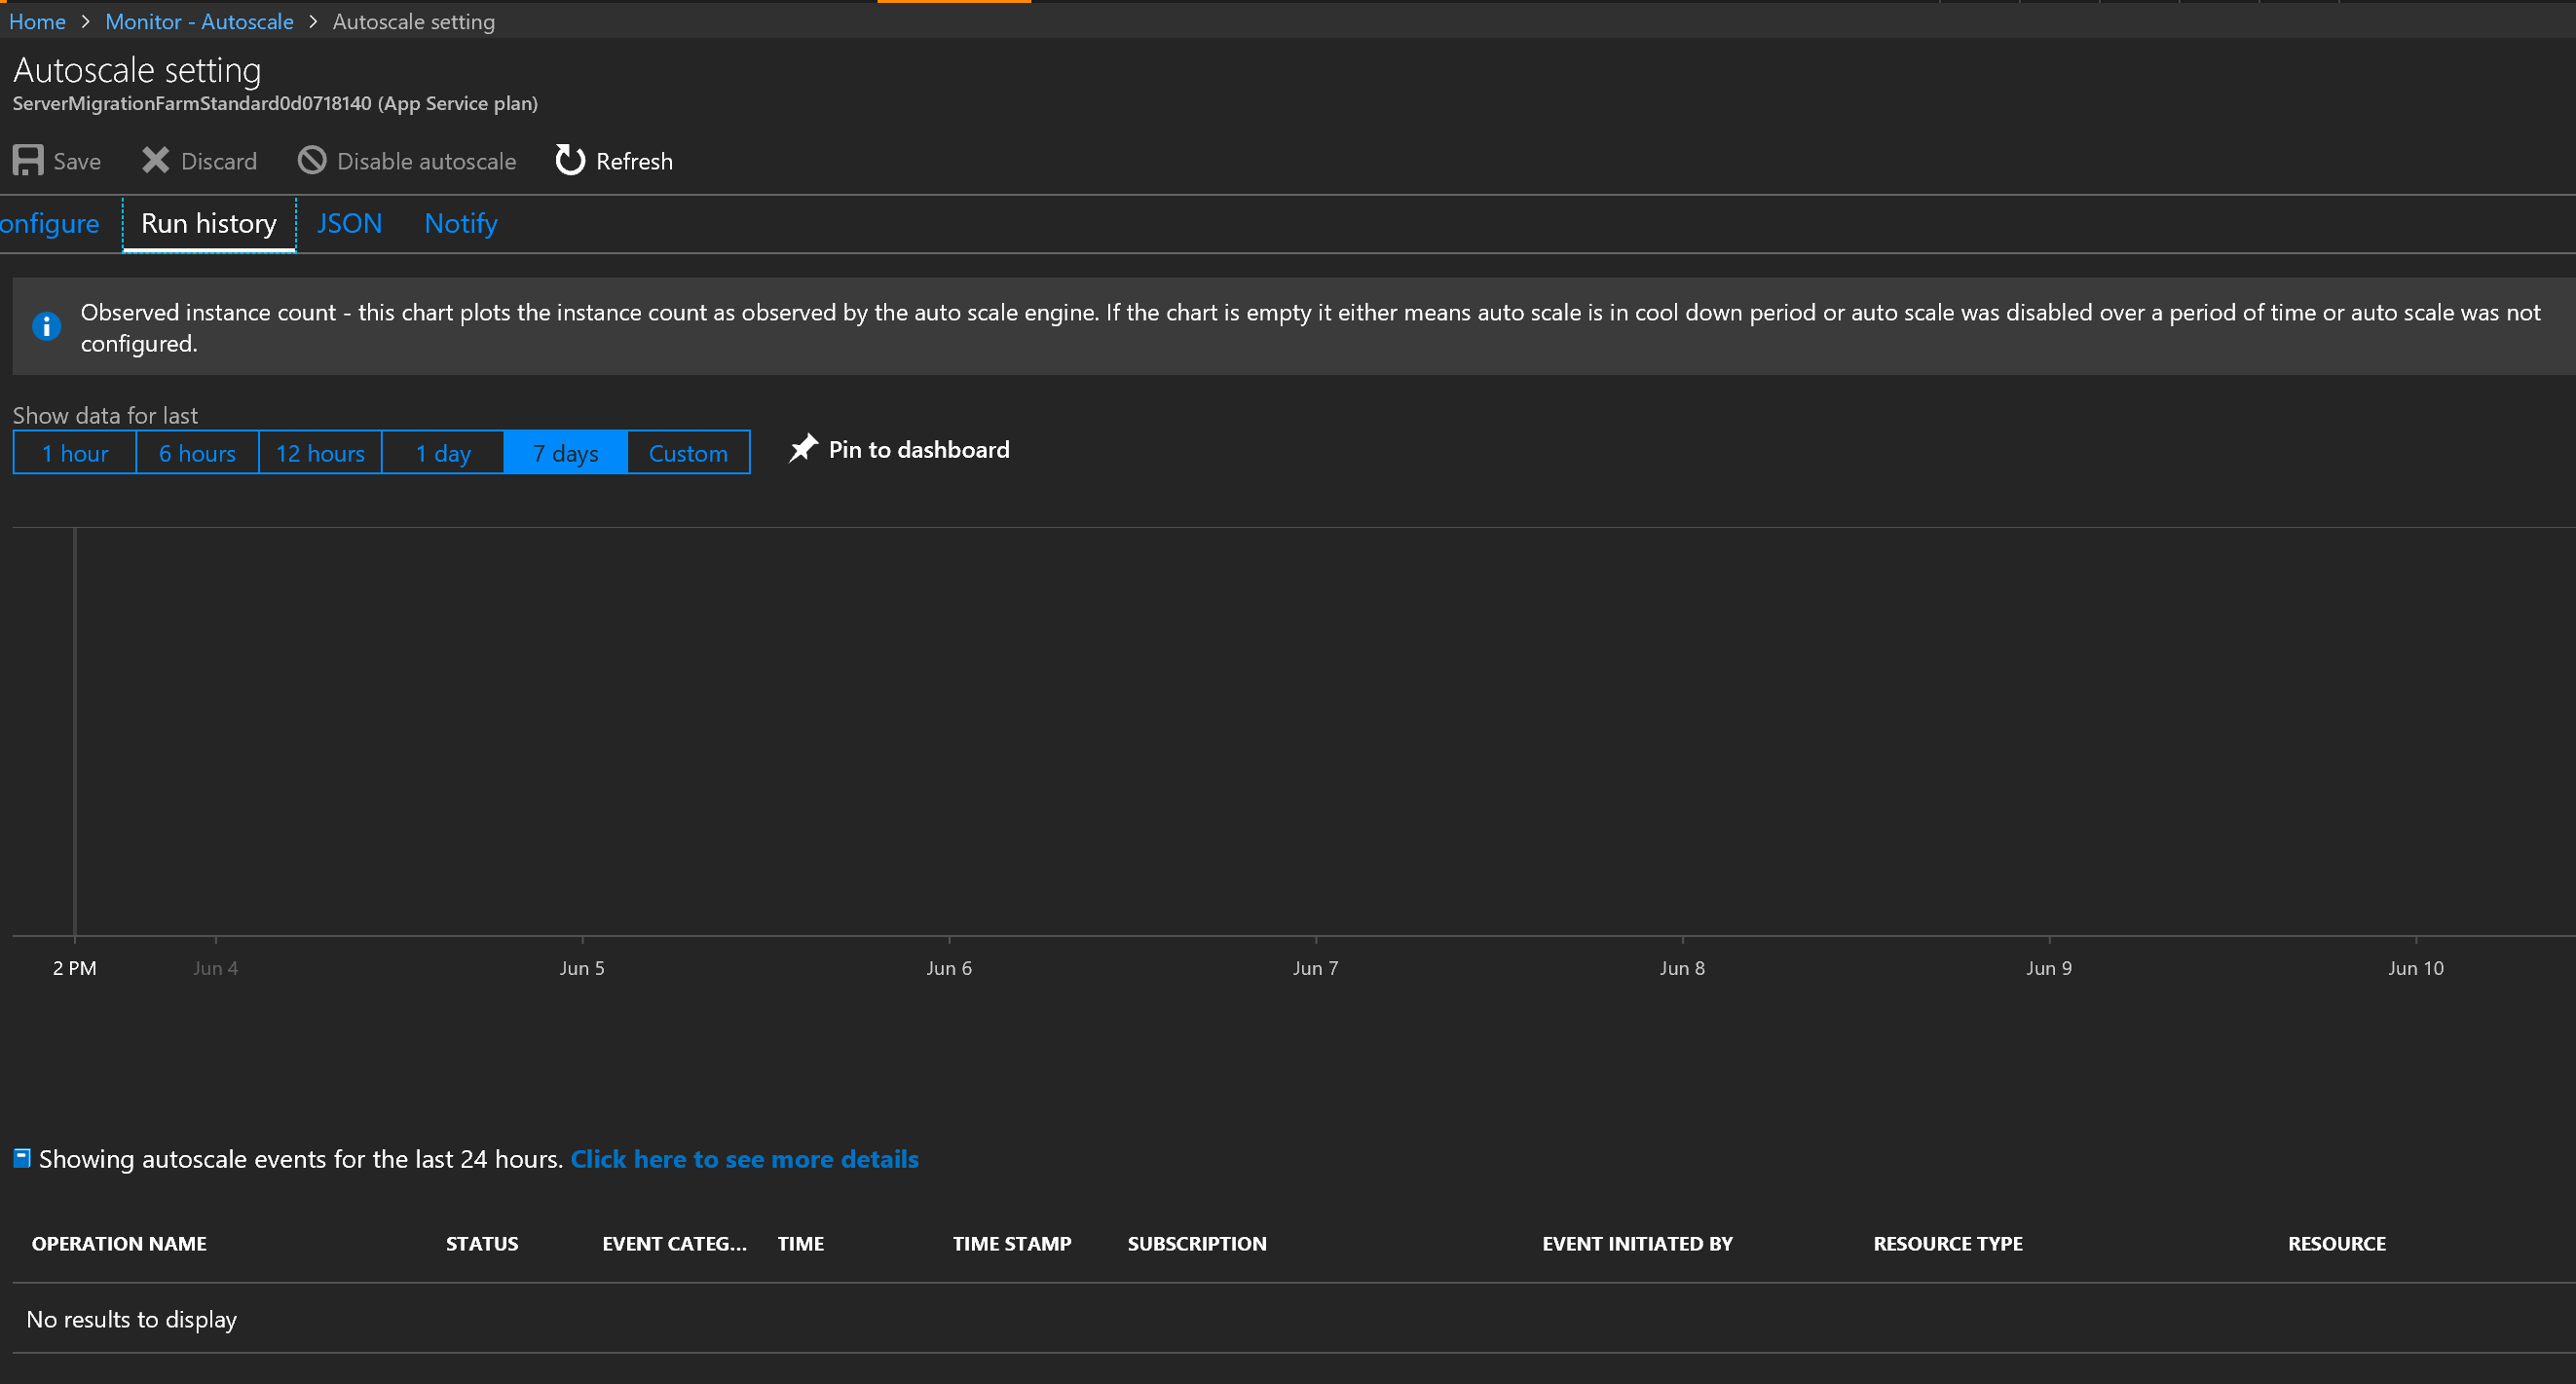 Home > Monitor - Autoscale > Autoscale setting
Autoscale setting
ServerMigrationFarmStandard0d0718140 (App Service plan)
Save Discard Disable autoscale Refresh
onfigure Run history JSON Notify
Observed instance count - this chart plots the instance count as observed by the auto scale engine. If the chart is empty it either means auto scale is in cool down period or auto scale was disabled over a period of time or auto scale was not
configured.
Show data for last
1 hour 6 hours 12 hours 1 day 7 days Custom Pin to dashboard
2 PM Jun 4 Jun 5 Jun 6 Jun 7 Jun 8 Jun 9 Jun 10
Showing autoscale events for the last 24 hours. Click here to see more details
OPERATION NAME STATUS EVENT CATEG... TIME TIME STAMP SUBSCRIPTION EVENT INITIATED BY RESOURCE TYPE RESOURCE
No results to display